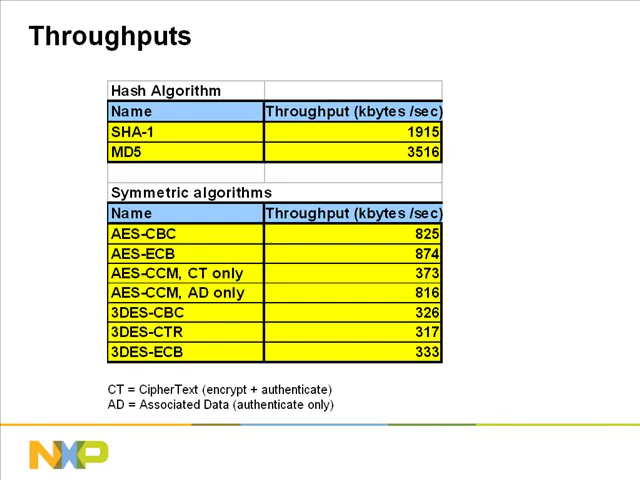 Throughputs
Hash Algorithm
Name Throughput (kbytes /sec)
SHA-1 1915
MD5 3516
Symmetric algorithms
Name Throughput (kbytes /sec)
AES-CBC 825
AES-ECB 874
AES-CCM, CT only 373
AES-CCM, AD only 816
3DES-CBC 326
3DES-CTR 317
3DES-ECB 333
CT = CipherText (encrypt + authenticate)
AD = Associated Data (authenticate only)
NXP